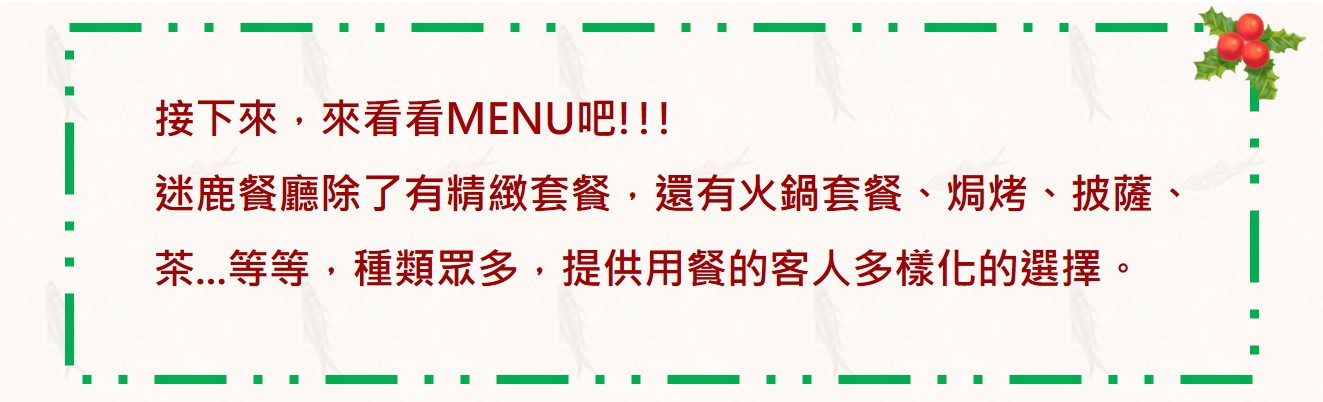 接下來，來看看MENU吧!!!
迷鹿餐廳除了有精緻套餐，還有火鍋套餐、焗烤、披薩、
茶...等等，種類眾多，提供用餐的客人多樣化的選擇。